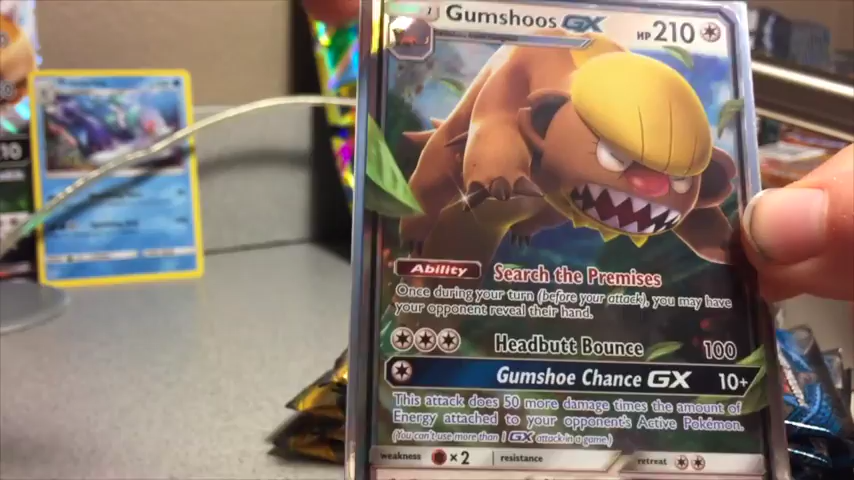 Gumshoos GX HP 210
Ability Search the Premises
Once during your turn (before your attack), you may have
your opponent reveal their hand.
Headbutt Bounce 100
Gumshoe Chance GX 10+
This attack does 50 more damage times the amount of
Energy attached to your opponent's Active Pokémon.
(You can't use more than 1 GX attack in a game.)
weakness ×2 resistance retreat
10